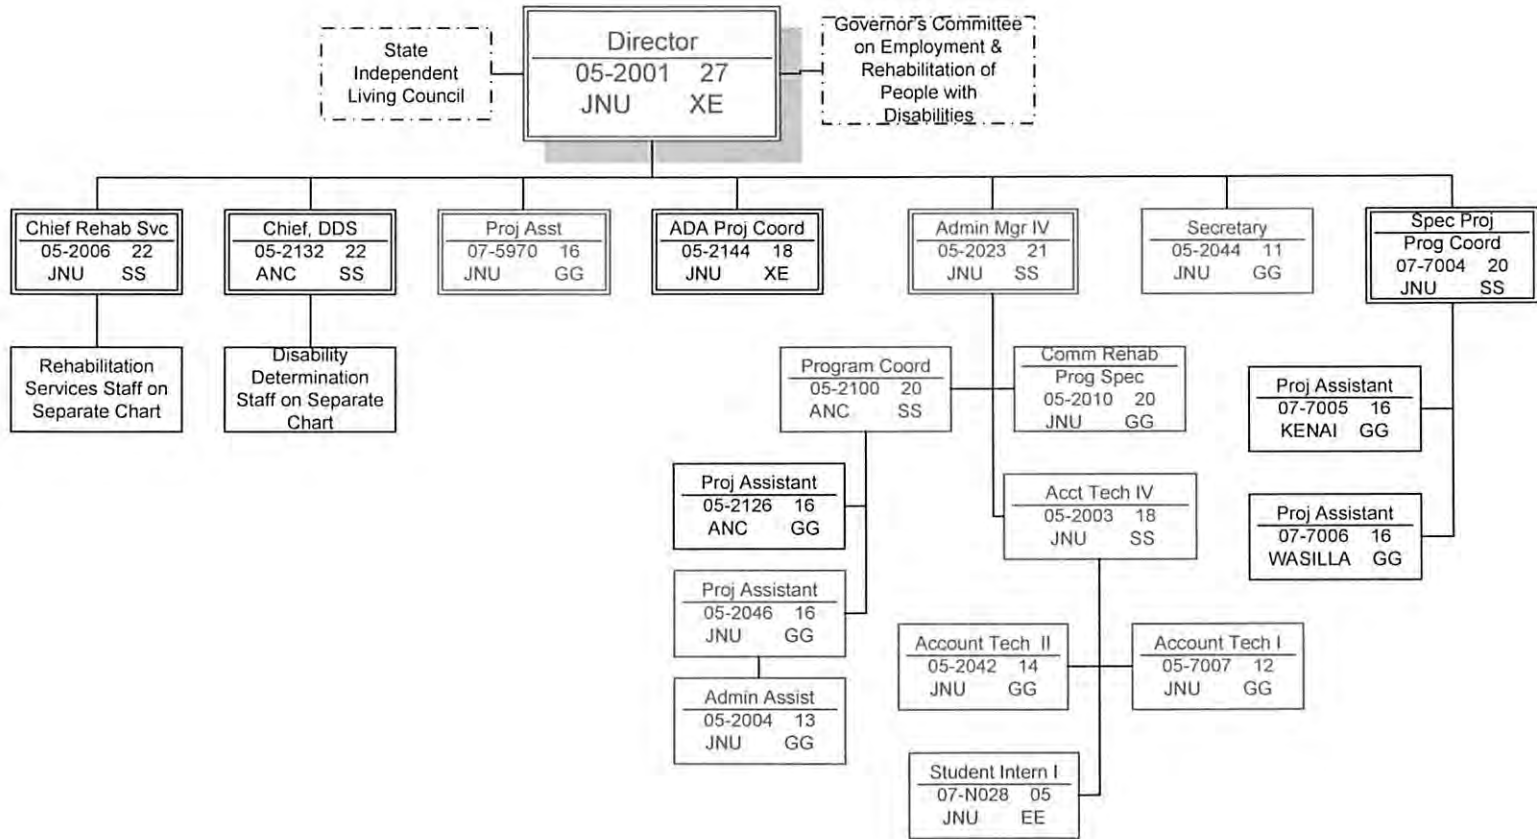 State
Independent
Living Council
Director
05-2001 27
JNU XE
Governor's Committee
on Employment &
Rehabilitation of
People with
Disabilities
Chief Rehab Svc
05-2006 22
JNU SS
Chief, DDS
05-2132 22
ANC SS
Proj Asst
07-5970 16
JNU GG
ADA Proj Coord
05-2144 18
JNU XE
Admin Mgr IV
05-2023 21
JNU SS
Secretary
05-2044 11
JNU GG
Spec Proj
Prog Coord
07-7004 20
JNU SS
Rehabilitation
Services Staff on
Separate Chart
Disability
Determination
Staff on Separate
Chart
Program Coord
05-2100 20
ANC SS
Comm Rehab
Prog Spec
05-2010 20
JNU GG
Proj Assistant
07-7005 16
KENAI GG
Proj Assistant
05-2126 16
ANC GG
Acct Tech IV
05-2003 18
JNU SS
Proj Assistant
07-7006 16
WASILLA GG
Proj Assistant
05-2046 16
JNU GG
Account Tech II
05-2042 14
JNU GG
Account Tech I
05-7007 12
JNU GG
Admin Assist
05-2004 13
JNU GG
Student Intern I
07-N028 05
JNU EE